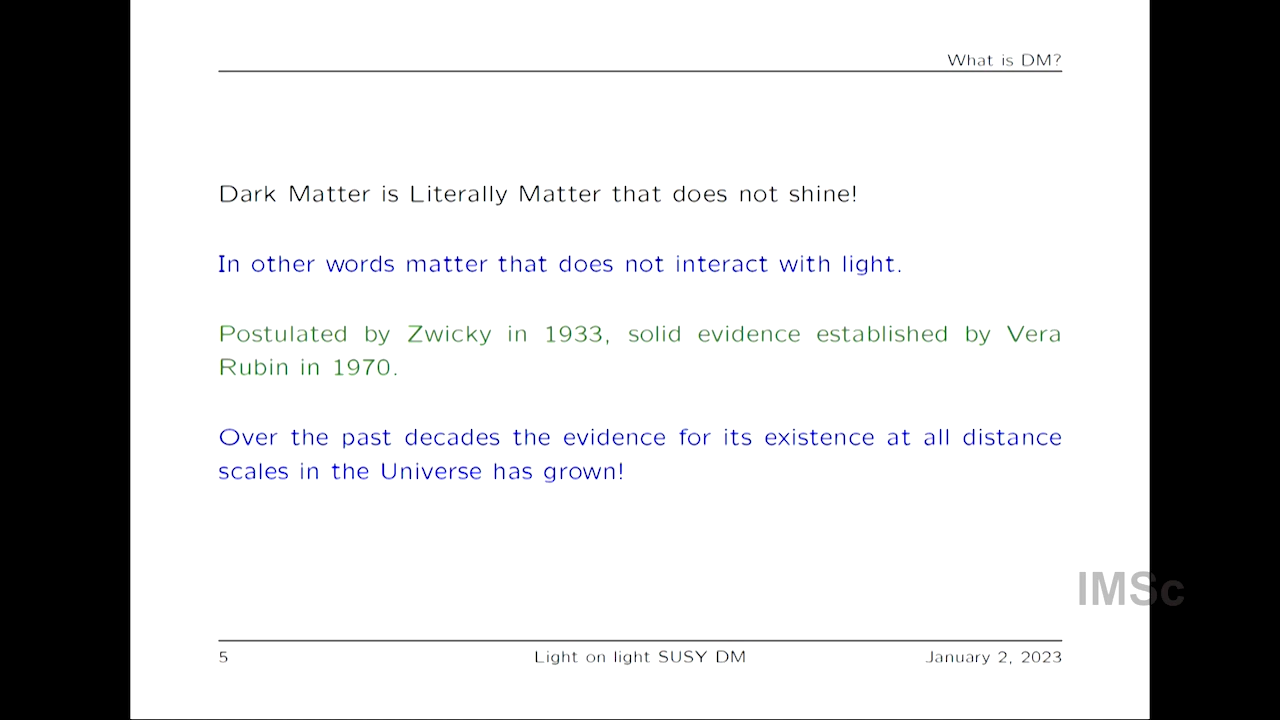 What is DM?
Dark Matter is Literally Matter that does not shine!
In other words matter that does not interact with light.
Postulated by Zwicky in 1933, solid evidence established by Vera
Rubin in 1970.
Over the past decades the evidence for its existence at all distance
scales in the Universe has grown!
IMSc
5 Light on light SUSY DM January 2, 2023